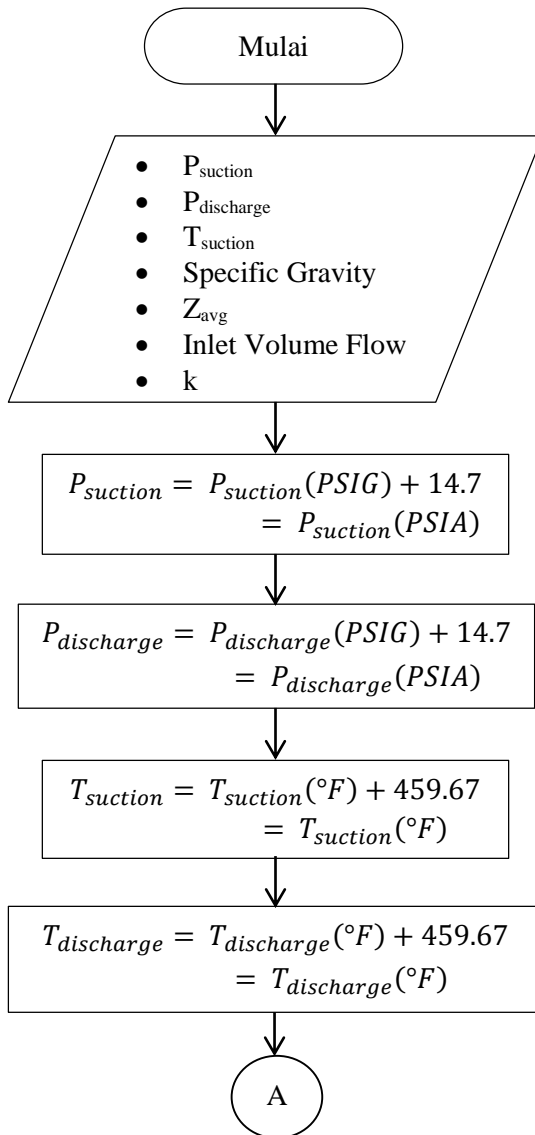 Mulai
• P_suction
• P_discharge
• T_suction
• Specific Gravity
• Z_avg
• Inlet Volume Flow
• k
P_suction = P_suction(PSIG) + 14.7
= P_suction(PSIA)
P_discharge = P_discharge(PSIG) + 14.7
= P_discharge(PSIA)
T_suction = T_suction(°F) + 459.67
= T_suction(°F)
T_discharge = T_discharge(°F) + 459.67
= T_discharge(°F)
A